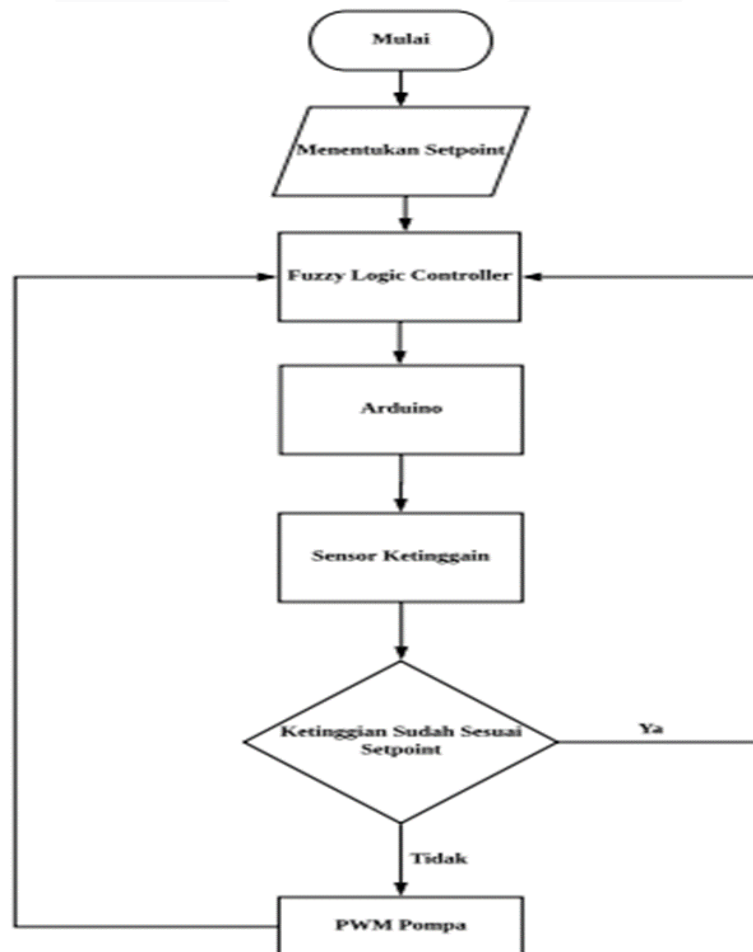 Mulai
Menentukan Setpoint
Fuzzy Logic Controller
Arduino
Sensor Ketinggain
Ketinggian Sudah Sesuai
Setpoint
Ya
Tidak
PWM Pompa